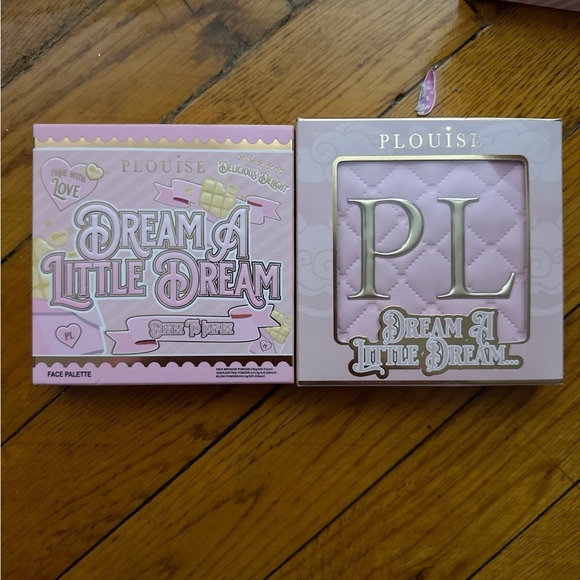 MADE WITH
LOVE
PLOUISE
DELICIOUS DELIGHT
DREAM A
LITTLE DREAM
PL
FACE PALETTE
PLOUISE
PL
DREAM A
LITTLE DREAM...